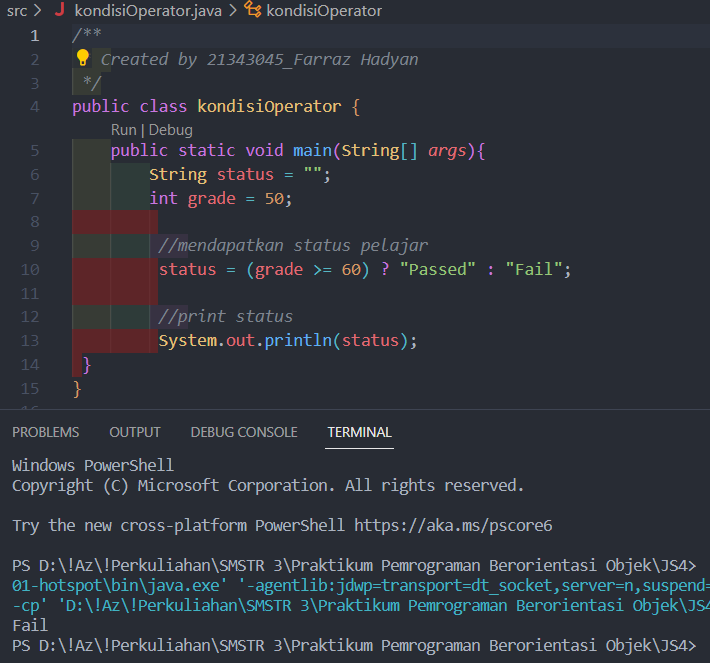 src > kondisiOperator.java > kondisiOperator
1 /**
2 Created by 21343045_Farraz Hadyan
3 */
4 public class kondisiOperator {
Run | Debug
5 public static void main(String[] args){
6 String status = "";
7 int grade = 50;
8
9 //mendapatkan status pelajar
10 status = (grade >= 60) ? "Passed" : "Fail";
11
12 //print status
13 System.out.println(status);
14 }
15 }
PROBLEMS OUTPUT DEBUG CONSOLE TERMINAL
Windows PowerShell
Copyright (C) Microsoft Corporation. All rights reserved.
Try the new cross-platform PowerShell https://aka.ms/pscore6
PS D:\!Az\!Perkuliahan\SMSTR 3\Praktikum Pemrograman Berorientasi Objek\JS4>
01-hotspot\bin\java.exe' '-agentlib:jdwp=transport=dt_socket,server=n,suspend=
-cp' 'D:\!Az\!Perkuliahan\SMSTR 3\Praktikum Pemrograman Berorientasi Objek\JS4
Fail
PS D:\!Az\!Perkuliahan\SMSTR 3\Praktikum Pemrograman Berorientasi Objek\JS4>